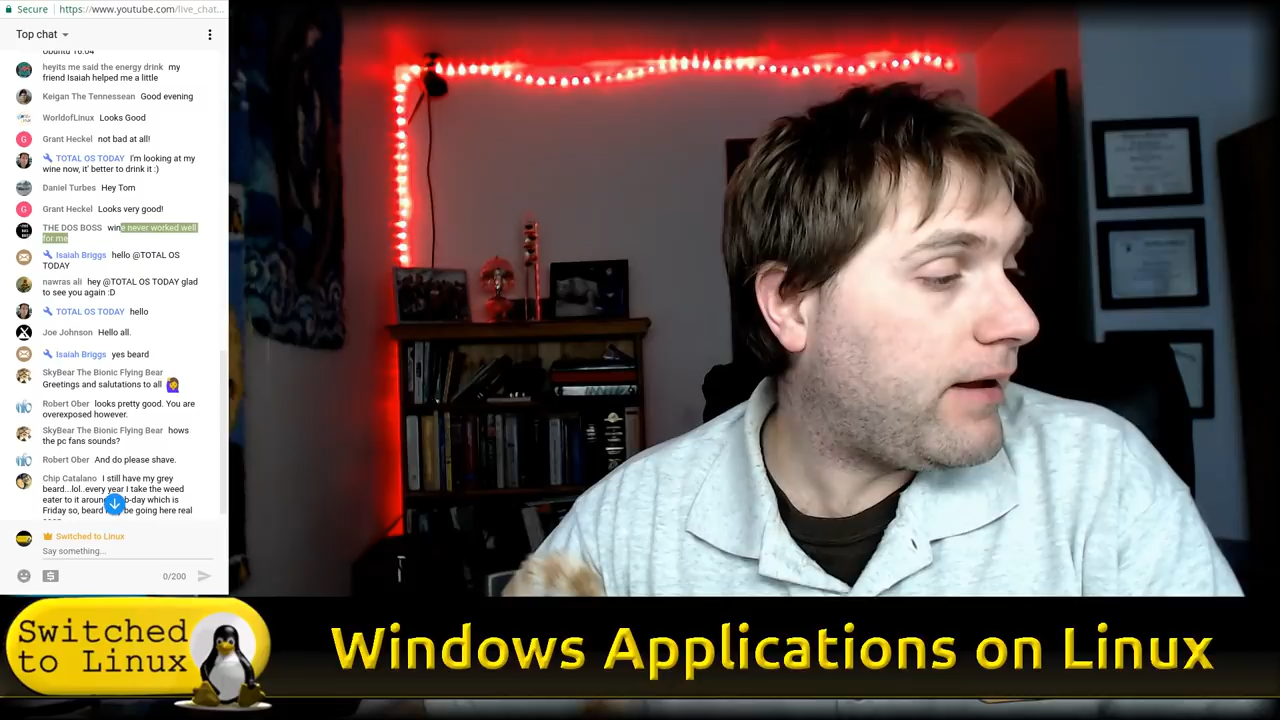 Secure https://www.youtube.com/live_chat...
Top chat
Ubuntu 16.04
heyits me said the energy drink my
friend Isaiah helped me a little
Keigan The Tennessean Good evening
WorldofLinux Looks Good
Grant Heckel not bad at all!
TOTAL OS TODAY I'm looking at my
wine now, it' better to drink it :)
Daniel Turbes Hey Tom
Grant Heckel Looks very good!
THE DOS BOSS wine never worked well
for me
Isaiah Briggs hello @TOTAL OS
TODAY
nawras ali hey @TOTAL OS TODAY glad
to see you again :D
TOTAL OS TODAY hello
Joe Johnson Hello all.
Isaiah Briggs yes beard
SkyBear The Bionic Flying Bear
Greetings and salutations to all
Robert Ober looks pretty good. You are
overexposed however.
SkyBear The Bionic Flying Bear hows
the pc fans sounds?
Robert Ober And do please shave.
Chip Catalano I still have my grey
beard...lol..every year I take the weed
eater to it around b-day which is
Friday so, beard be going here real
Switched to Linux
Say something...
0/200
Switched
to Linux
Windows Applications on Linux